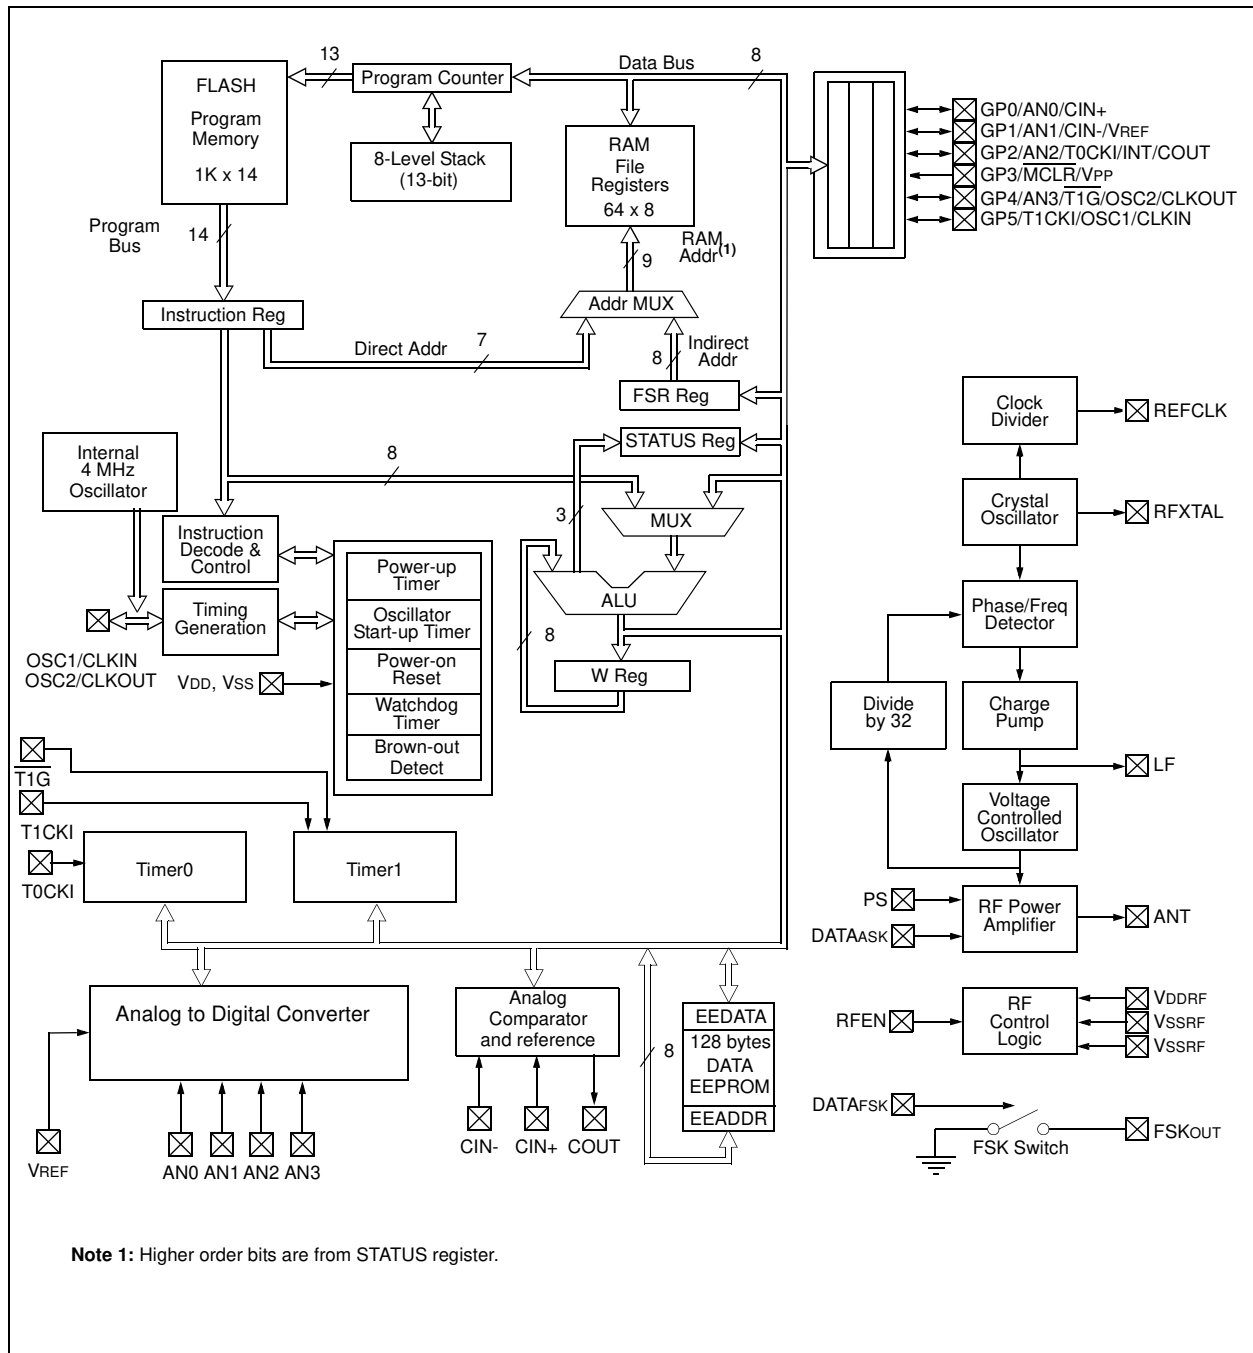 13
Data Bus
8
FLASH
Program
Memory
1K x 14
Program Counter
8-Level Stack
(13-bit)
RAM
File
Registers
64 x 8
GP0/AN0/CIN+
GP1/AN1/CIN-/VREF
GP2/AN2/T0CKI/INT/COUT
GP3/MCLR/VPP
GP4/AN3/T1G/OSC2/CLKOUT
GP5/T1CKI/OSC1/CLKIN
Program
Bus
14
RAM
Addr(1)
9
Addr MUX
Instruction Reg
Direct Addr
7
Indirect
Addr
8
FSR Reg
STATUS Reg
Internal
4 MHz
Oscillator
8
3
MUX
Instruction
Decode &
Control
Power-up
Timer
Oscillator
Start-up Timer
Power-on
Reset
Watchdog
Timer
Brown-out
Detect
ALU
8
W Reg
Timing
Generation
OSC1/CLKIN
OSC2/CLKOUT
VDD, VSS
T1G
T1CKI
T0CKI
Timer0
Timer1
Clock
Divider
REFCLK
Crystal
Oscillator
RFXTAL
Phase/Freq
Detector
Divide
by 32
Charge
Pump
LF
Voltage
Controlled
Oscillator
PS
DATAASK
RF Power
Amplifier
ANT
Analog to Digital Converter
VREF
AN0 AN1 AN2 AN3
Analog
Comparator
and reference
CIN- CIN+ COUT
8
EEDATA
128 bytes
DATA
EEPROM
EEADDR
RFEN
RF
Control
Logic
VDDRF
VSSRF
VSSRF
DATAFSK
FSK Switch
FSKOUT
Note 1: Higher order bits are from STATUS register.